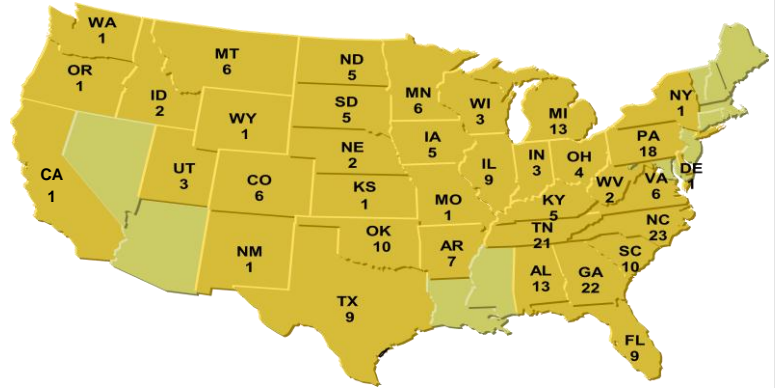 WA
1
OR
1
CA
1
ID
2
MT
6
WY
1
UT
3
CO
6
NM
1
ND
5
SD
5
NE
2
KS
1
OK
10
TX
9
MN
6
IA
5
MO
1
AR
7
WI
3
IL
9
MI
13
IN
3
OH
4
KY
5
TN
21
AL
13
GA
22
FL
9
SC
10
NC
23
WV
2
VA
6
DE
1
PA
18
NY
1